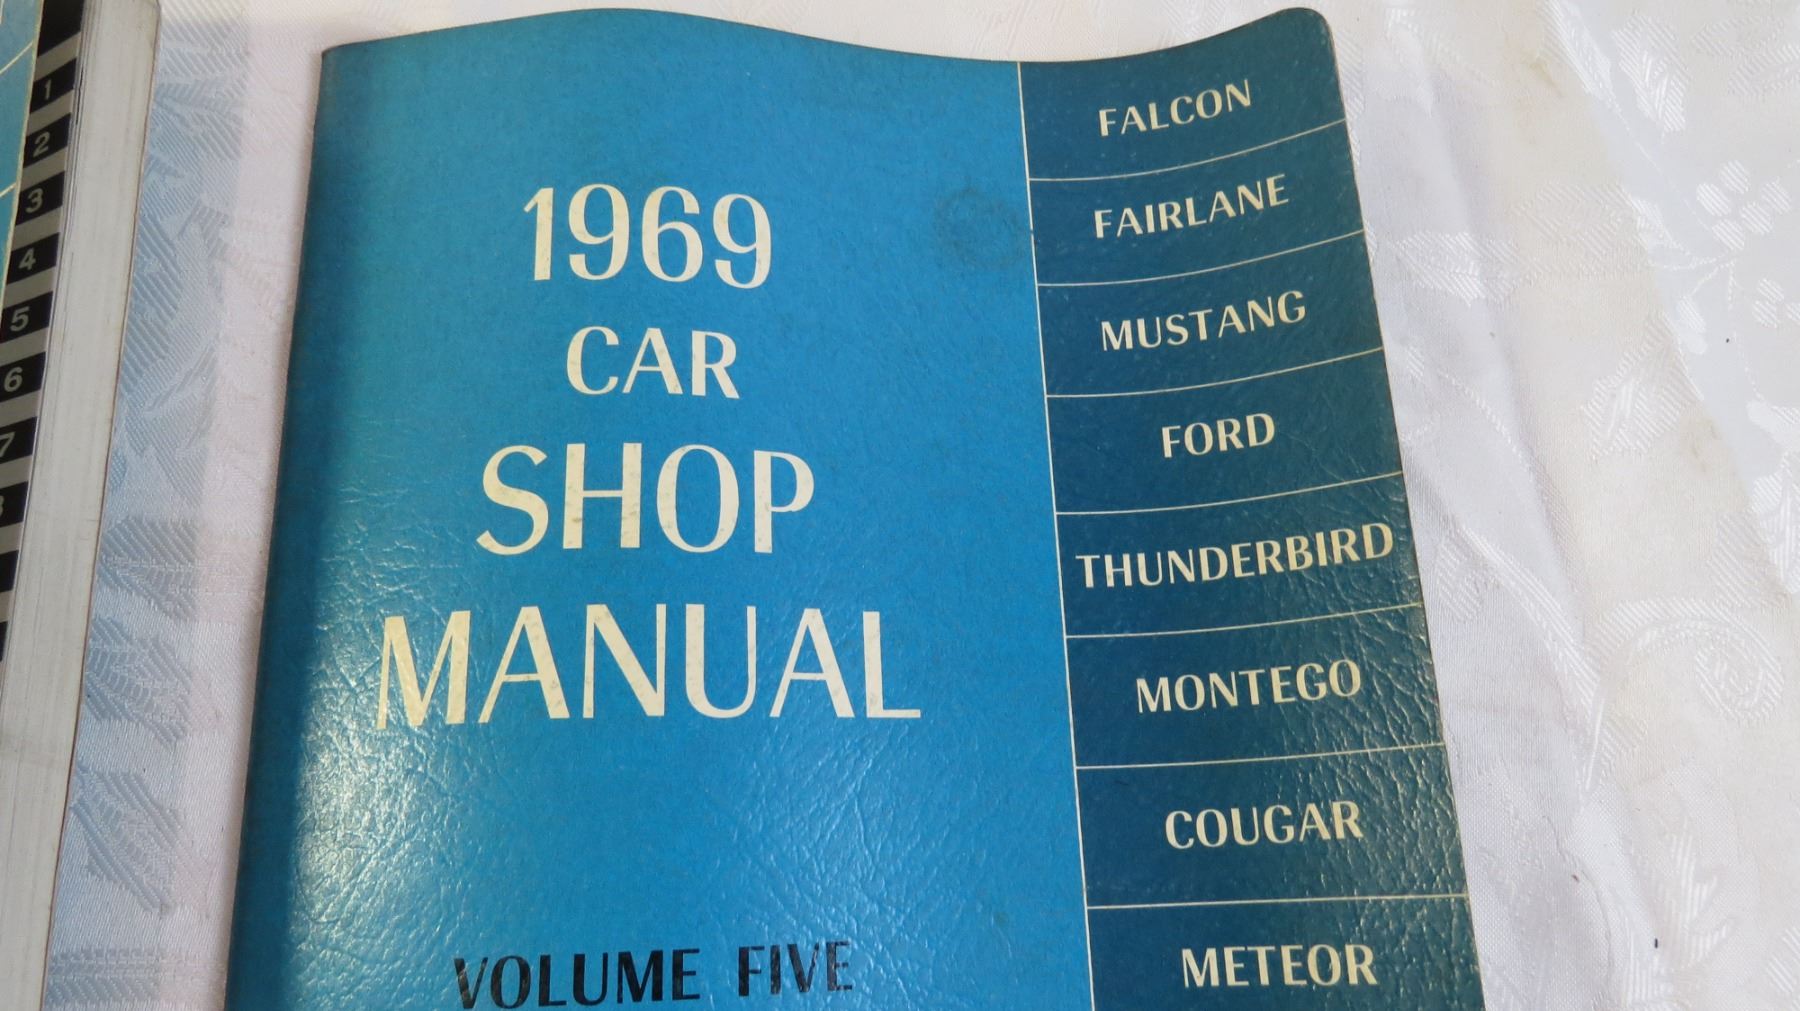 1
2
3
4
5
6
7
1969
CAR
SHOP
MANUAL
VOLUME FIVE
FALCON
FAIRLANE
MUSTANG
FORD
THUNDERBIRD
MONTEGO
COUGAR
METEOR